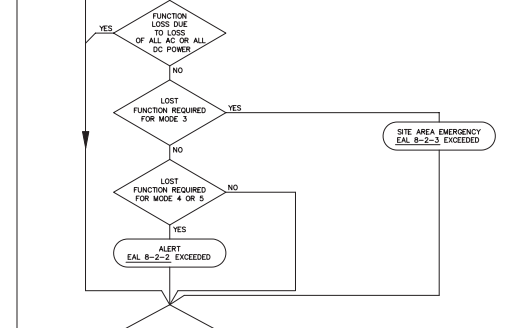 FUNCTION
LOSS DUE
TO LOSS
OF ALL AC OR ALL
DC POWER
YES
NO
LOST
FUNCTION REQUIRED
FOR MODE 3
YES
NO
SITE AREA EMERGENCY
EAL 8-2-3 EXCEEDED
LOST
FUNCTION REQUIRED
FOR MODE 4 OR 5
NO
YES
ALERT
EAL 8-2-2 EXCEEDED